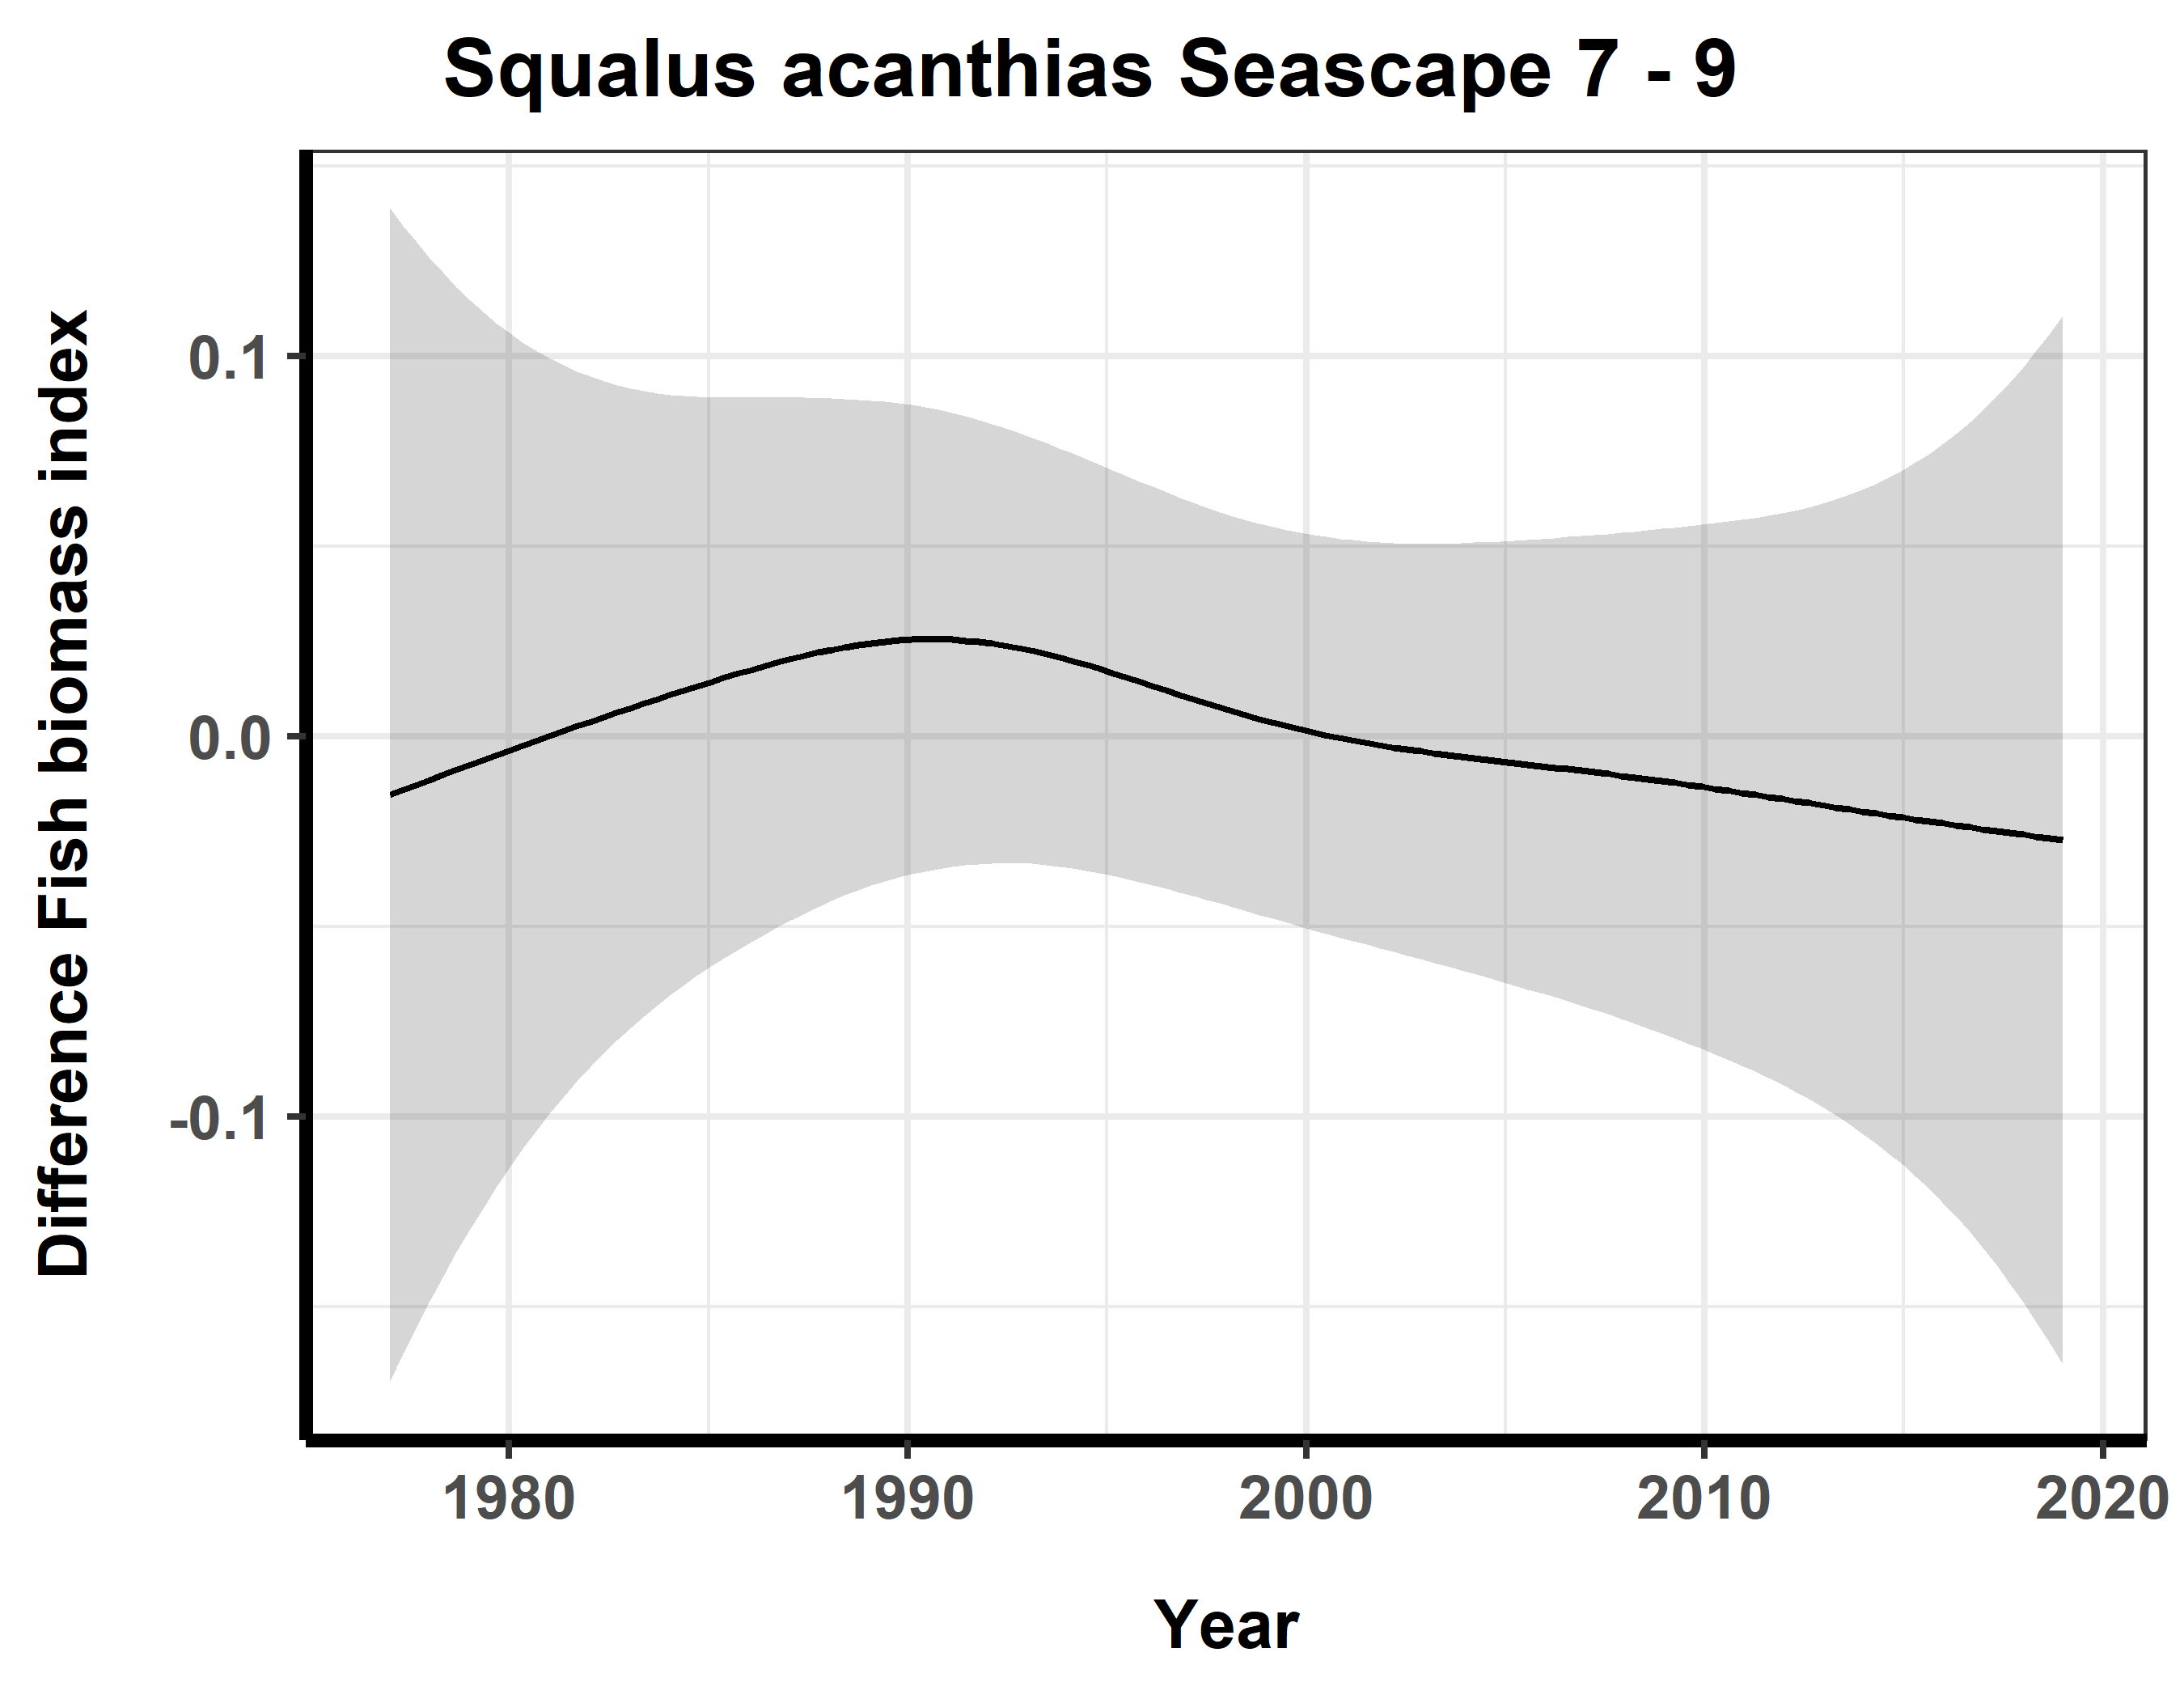 Squalus acanthias Seascape 7 - 9
Difference Fish biomass index
0.1
0.0
-0.1
1980
1990
2000
2010
2020
Year